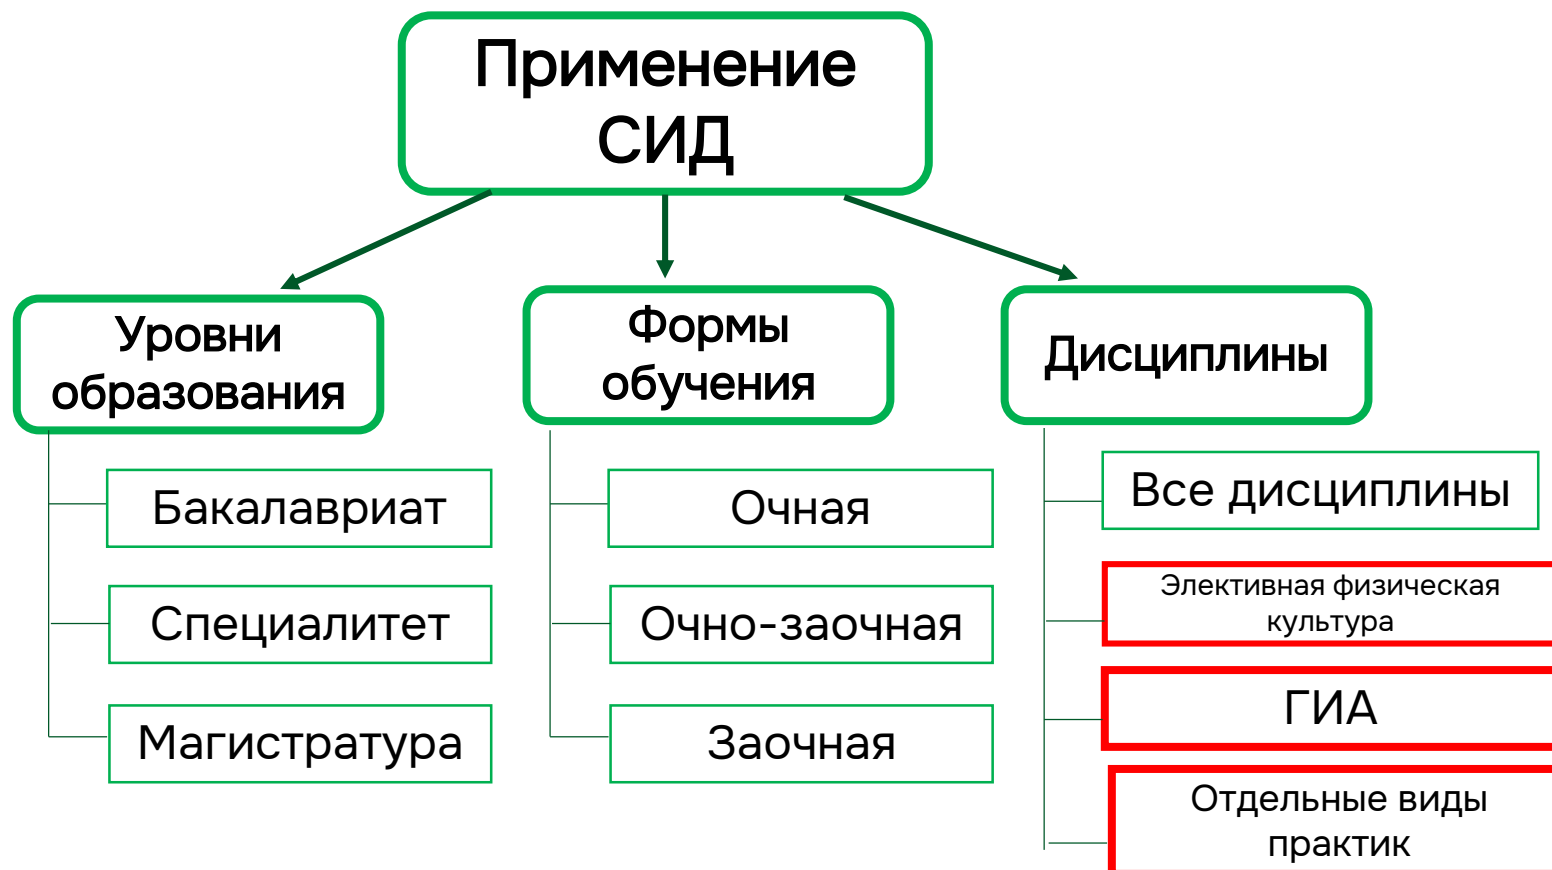 Применение
СИД
Уровни
образования
Бакалавриат
Специалитет
Магистратура
Формы
обучения
Очная
Очно-заочная
Заочная
Дисциплины
Все дисциплины
Элективная физическая
культура
ГИА
Отдельные виды
практик